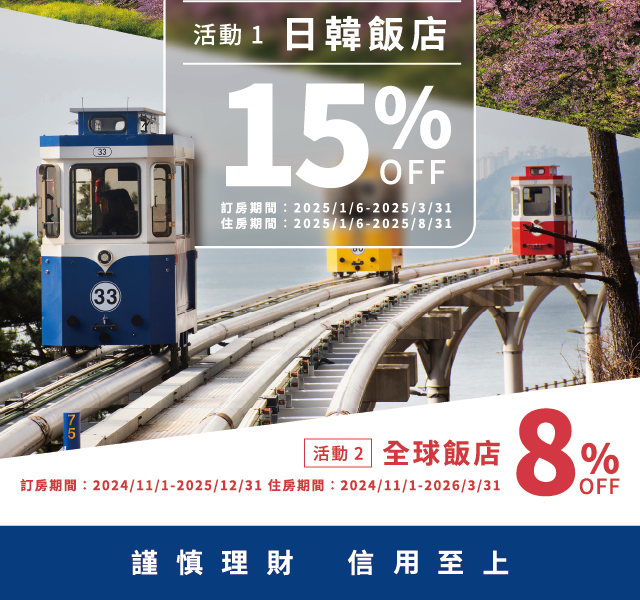 活動 1 日韓飯店
15% OFF
訂房期間：2025/1/6-2025/3/31
住房期間：2025/1/6-2025/8/31
33
33
75
活動 2 全球飯店 8% OFF
訂房期間：2024/11/1-2025/12/31 住房期間：2024/11/1-2026/3/31
謹慎理財 信用至上